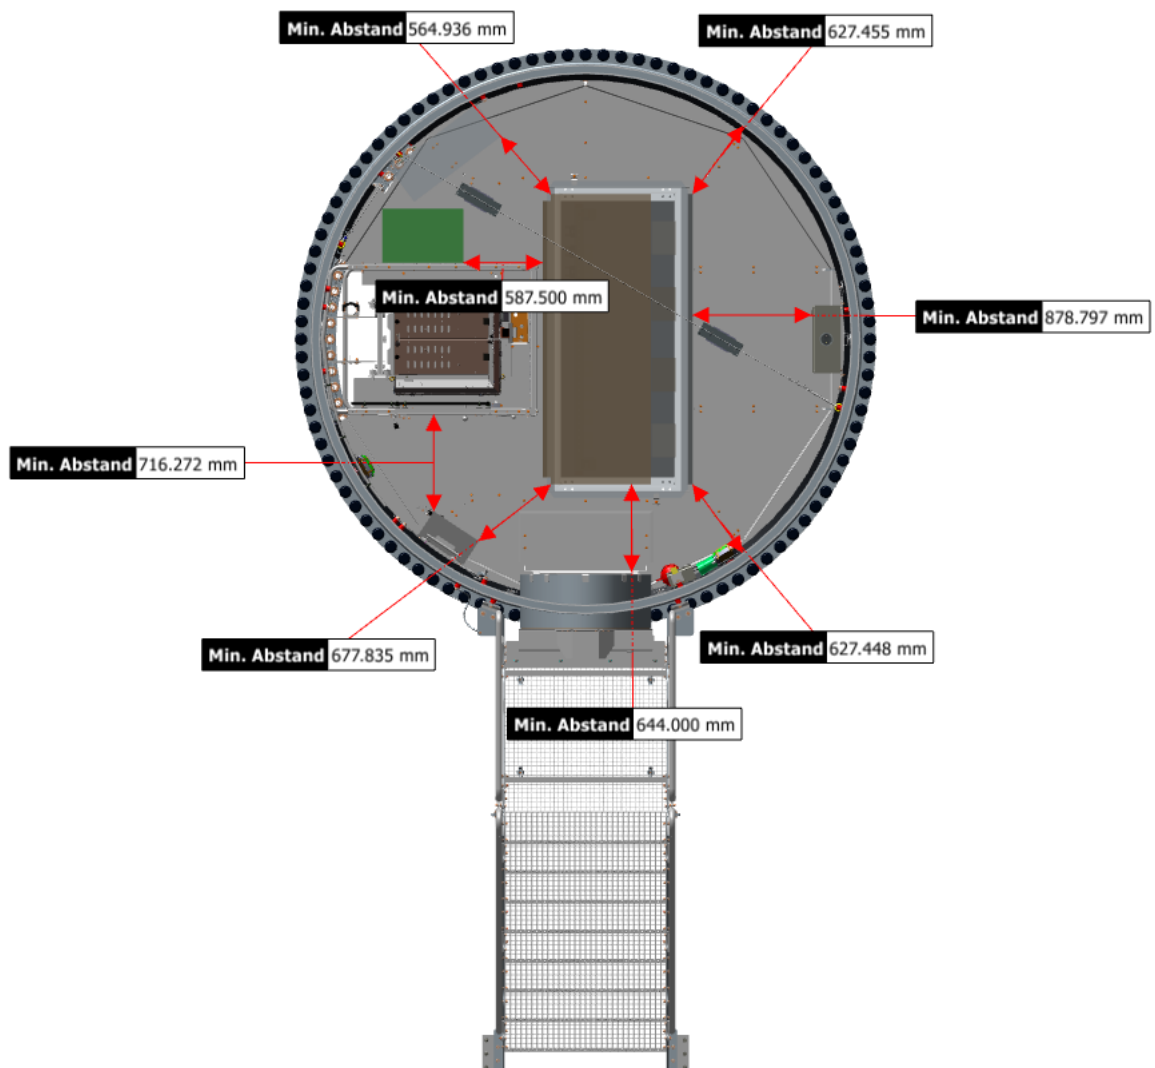 Min. Abstand 564.936 mm
Min. Abstand 627.455 mm
Min. Abstand 587.500 mm
Min. Abstand 878.797 mm
Min. Abstand 716.272 mm
Min. Abstand 677.835 mm
Min. Abstand 627.448 mm
Min. Abstand 644.000 mm